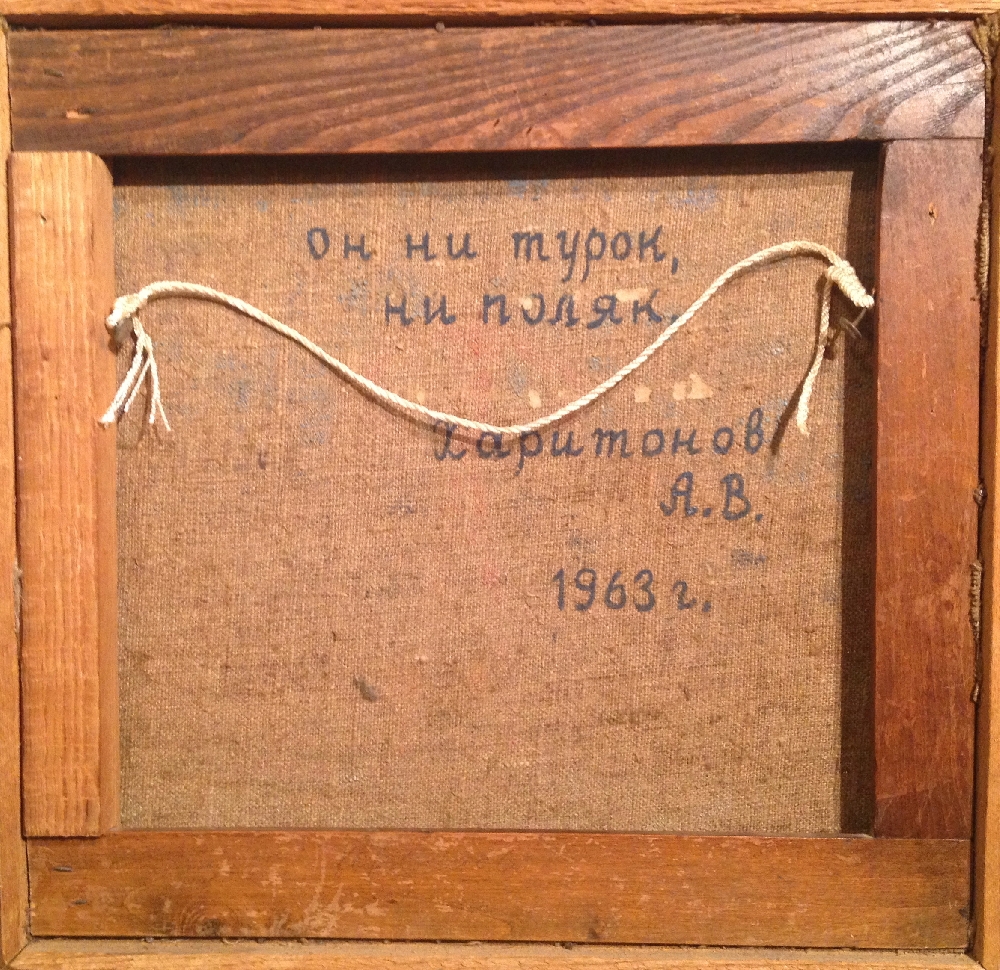 он ни турок,
ни поляк.
Харитонов
А.В.
1963 г.